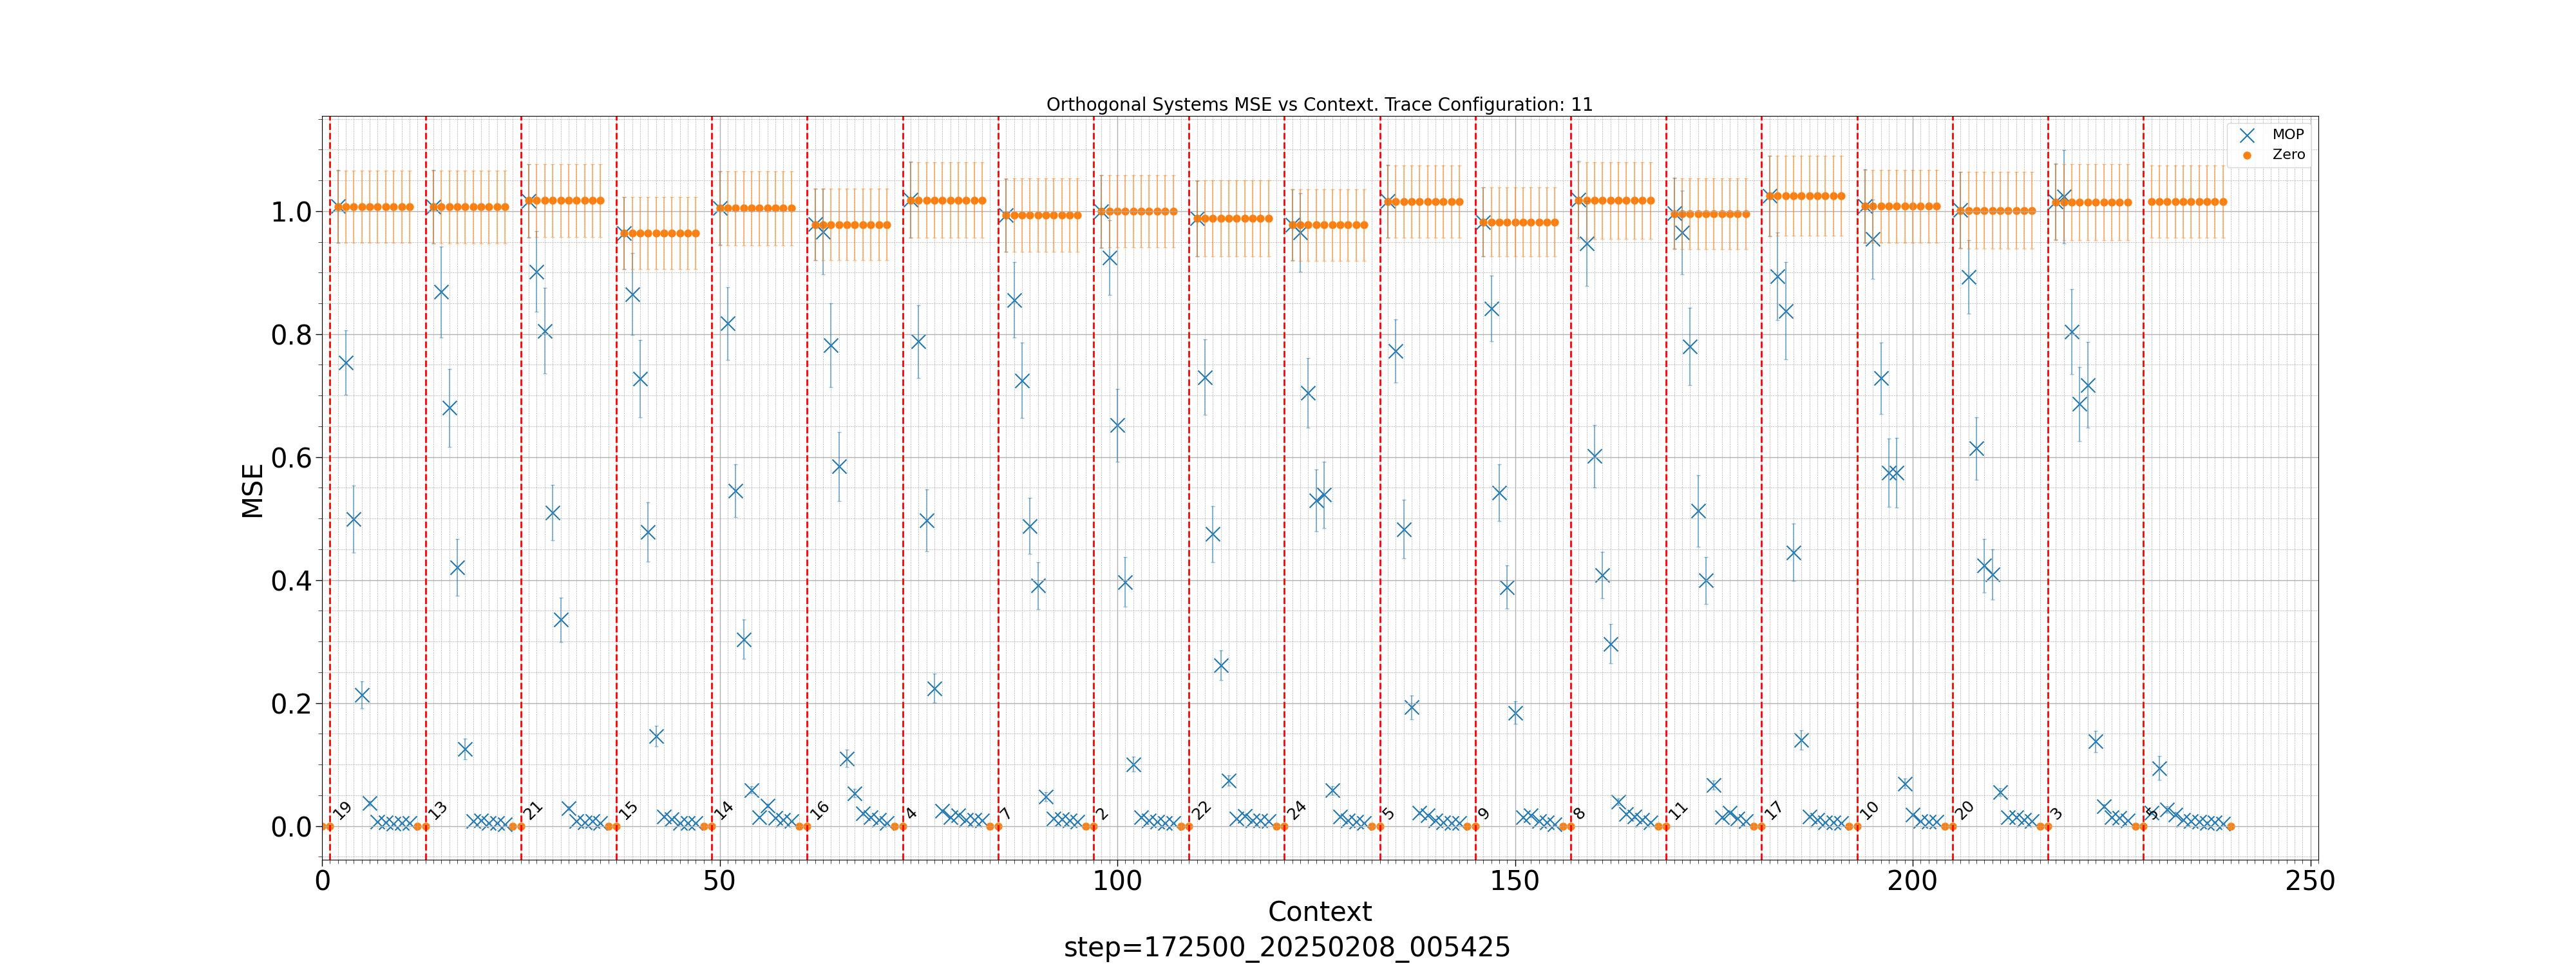 Orthogonal Systems MSE vs Context. Trace Configuration: 11
MOP
Zero
MSE
1.0
0.8
0.6
0.4
0.2
0.0
19 13 21 15 14 16 4 7 2 22 24 5 9 8 11 17 10 20 3 5
0 50 100 150 200 250
Context
step=172500_20250208_005425